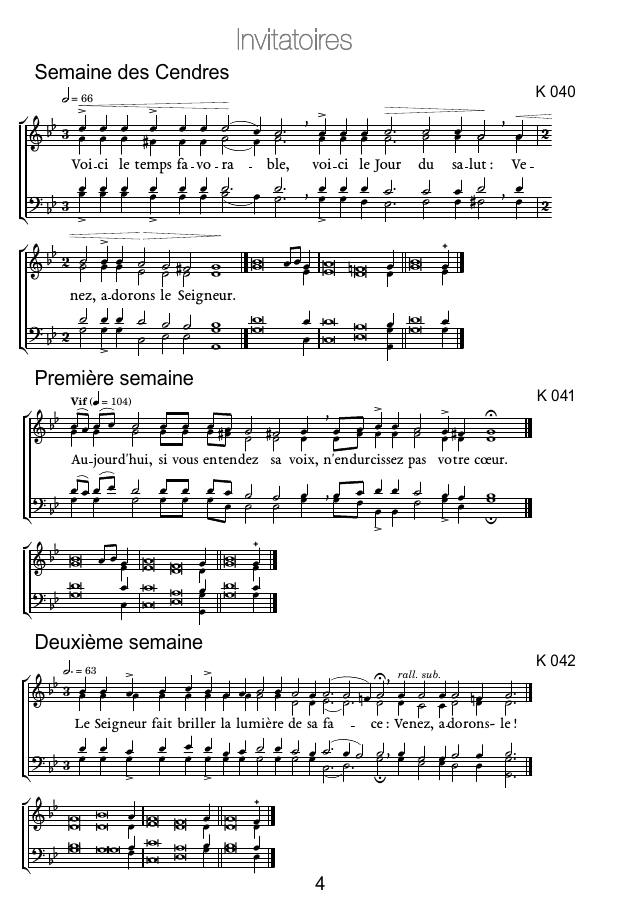 Invitatoires
Semaine des Cendres
K 040
= 66
Voi-ci le temps fa-vo-ra-ble, voi-ci le Jour du sa-lut : Ve-
nez, a-dorons le Seigneur.
Première semaine
K 041
Vif ( = 104)
Au-jourd'hui, si vous entendez sa voix, n'endurcissez pas votre cœur.
Deuxième semaine
K 042
= 63
rall. sub.
Le Seigneur fait briller la lumière de sa fa - ce : Venez, adorons-le !
4